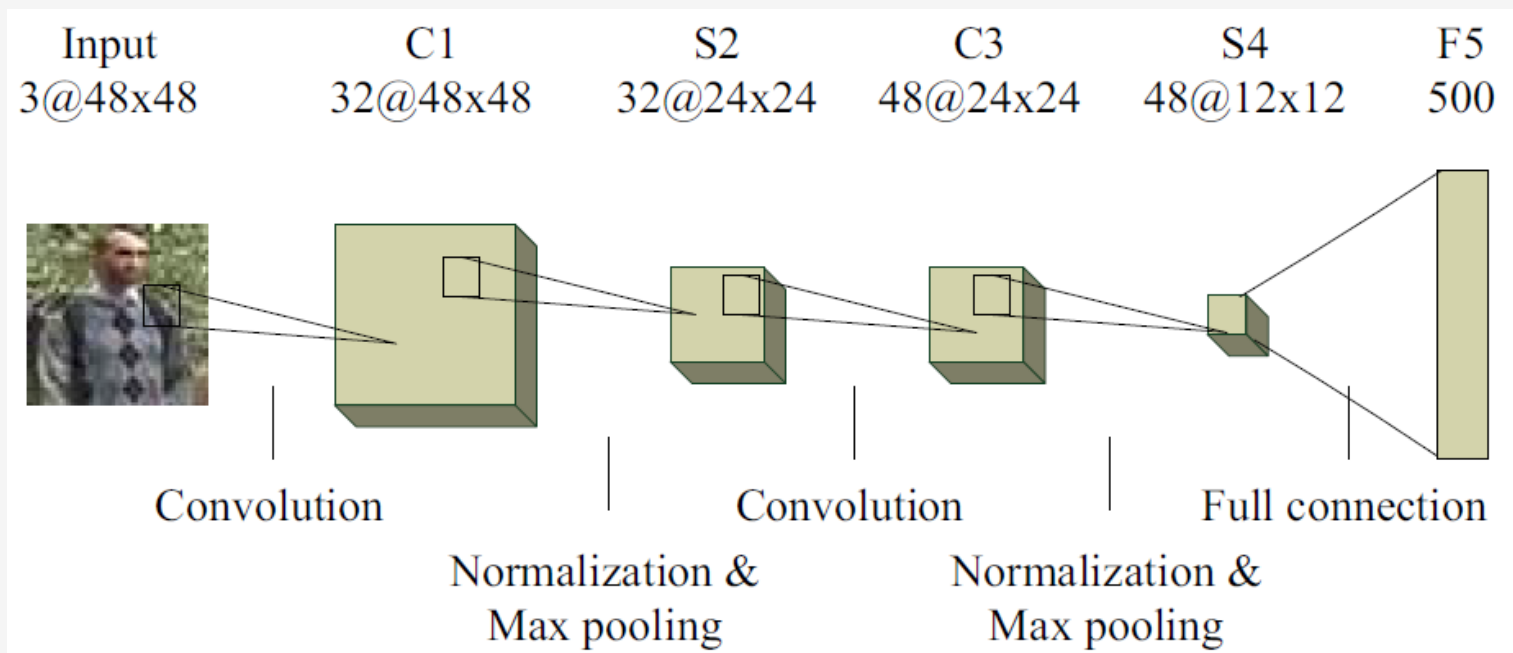 Input
3@48x48
C1
32@48x48
S2
32@24x24
C3
48@24x24
S4
48@12x12
F5
500
Convolution
Normalization &
Max pooling
Convolution
Normalization &
Max pooling
Full connection